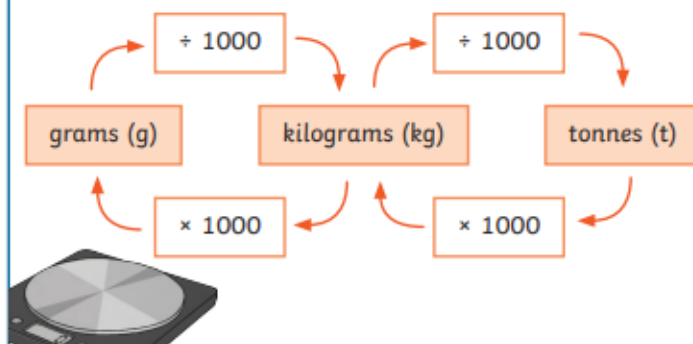 ÷ 1000
÷ 1000
grams (g)
kilograms (kg)
tonnes (t)
× 1000
× 1000